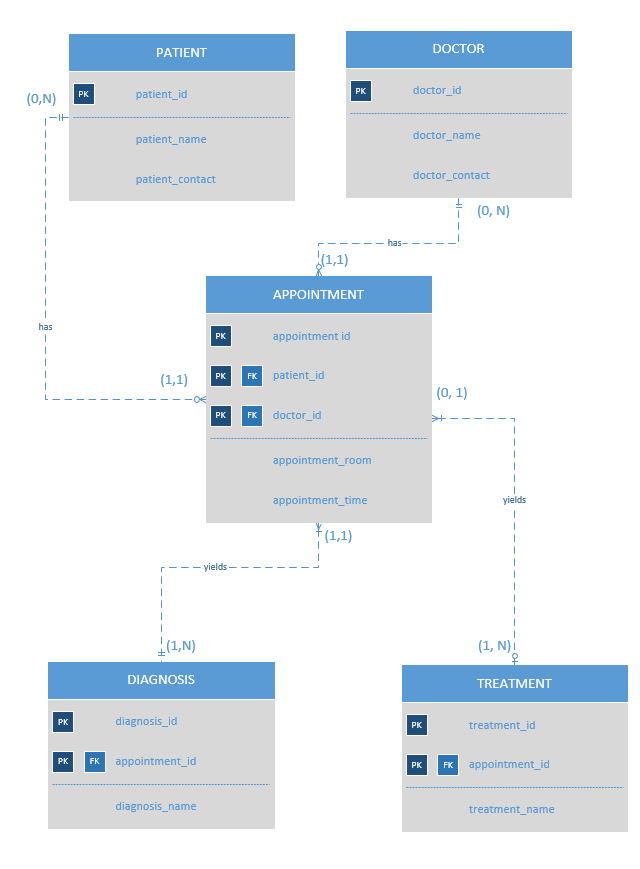 PATIENT
PK patient_id
patient_name
patient_contact
(0,N)
DOCTOR
PK doctor_id
doctor_name
doctor_contact
(0, N)
has
(1,1)
has
(1,1)
APPOINTMENT
PK appointment id
PK FK patient_id
PK FK doctor_id
appointment_room
appointment_time
(0, 1)
yields
(1,1)
yields
(1,N)
(1, N)
DIAGNOSIS
PK diagnosis_id
PK FK appointment_id
diagnosis_name
TREATMENT
PK treatment_id
PK FK appointment_id
treatment_name